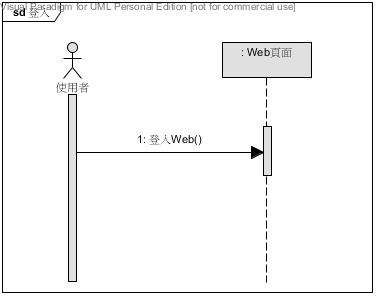 Visual Paradigm for UML Personal Edition [not for commercial use]
sd 登入
: Web頁面
使用者
1: 登入Web()